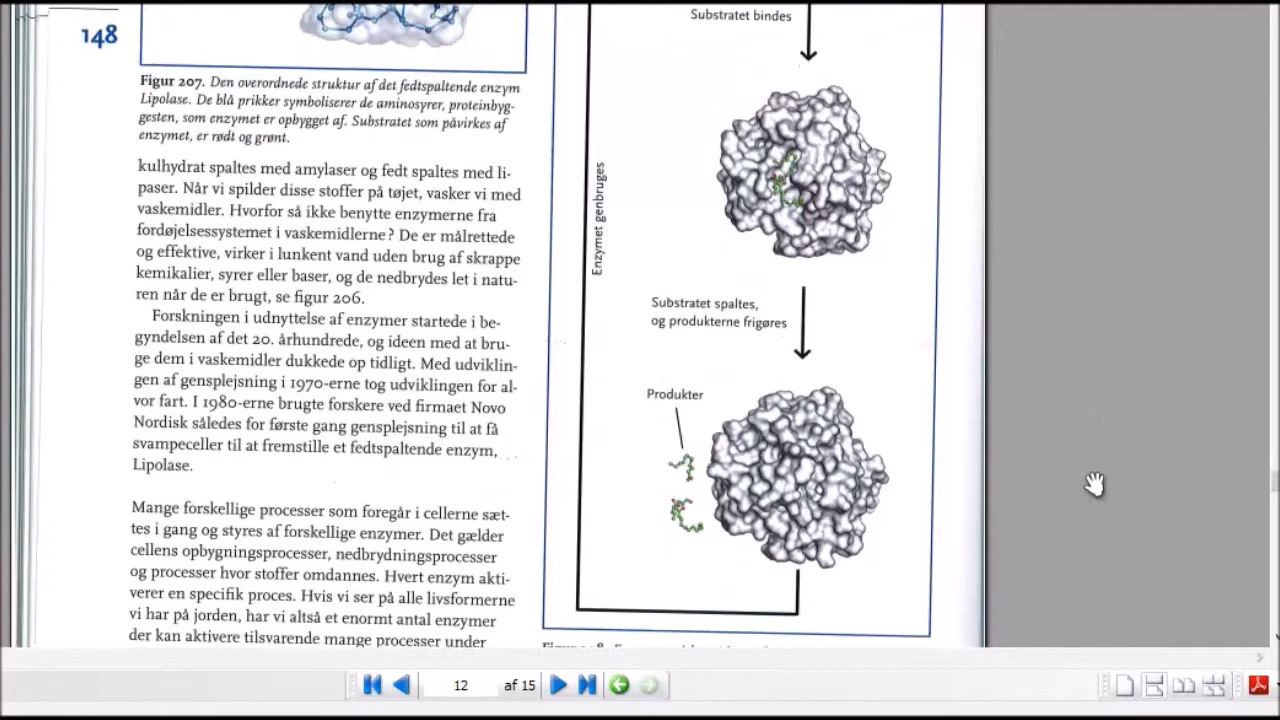 148
Figur 207. Den overordnede struktur af det fedtspaltende enzym
Lipolase. De blå prikker symboliserer de aminosyrer, proteinbyg-
gesten, som enzymet er opbygget af. Substratet som påvirkes af
enzymet, er rødt og grønt.
kulhydrat spaltes med amylaser og fedt spaltes med li-
paser. Når vi spilder disse stoffer på tøjet, vasker vi med
vaskemidler. Hvorfor så ikke benytte enzymerne fra
fordøjelsessystemet i vaskemidlerne? De er målrettede
og effektive, virker i lunkent vand uden brug af skrappe
kemikalier, syrer eller baser, og de nedbrydes let i natu-
ren når de er brugt, se figur 206.
Forskningen i udnyttelse af enzymer startede i be-
gyndelsen af det 20. århundrede, og ideen med at bru-
ge dem i vaskemidler dukkede op tidligt. Med udviklin-
gen af gensplejsning i 1970-erne tog udviklingen for al-
vor fart. I 1980-erne brugte forskere ved firmaet Novo
Nordisk således for første gang gensplejsning til at få
svampeceller til at fremstille et fedtspaltende enzym,
Lipolase.
Mange forskellige processer som foregår i cellerne sæt-
tes i gang og styres af forskellige enzymer. Det gælder
cellens opbygningsprocesser, nedbrydningsprocesser
og processer hvor stoffer omdannes. Hvert enzym akti-
verer en specifik proces. Hvis vi ser på alle livsformerne
vi har på jorden, har vi altså et enormt antal enzymer
der kan aktivere tilsvarende mange processer under
Substratet bindes
Enzymet genbruges
Substratet spaltes,
og produkterne frigøres
Produkter
12 af 15